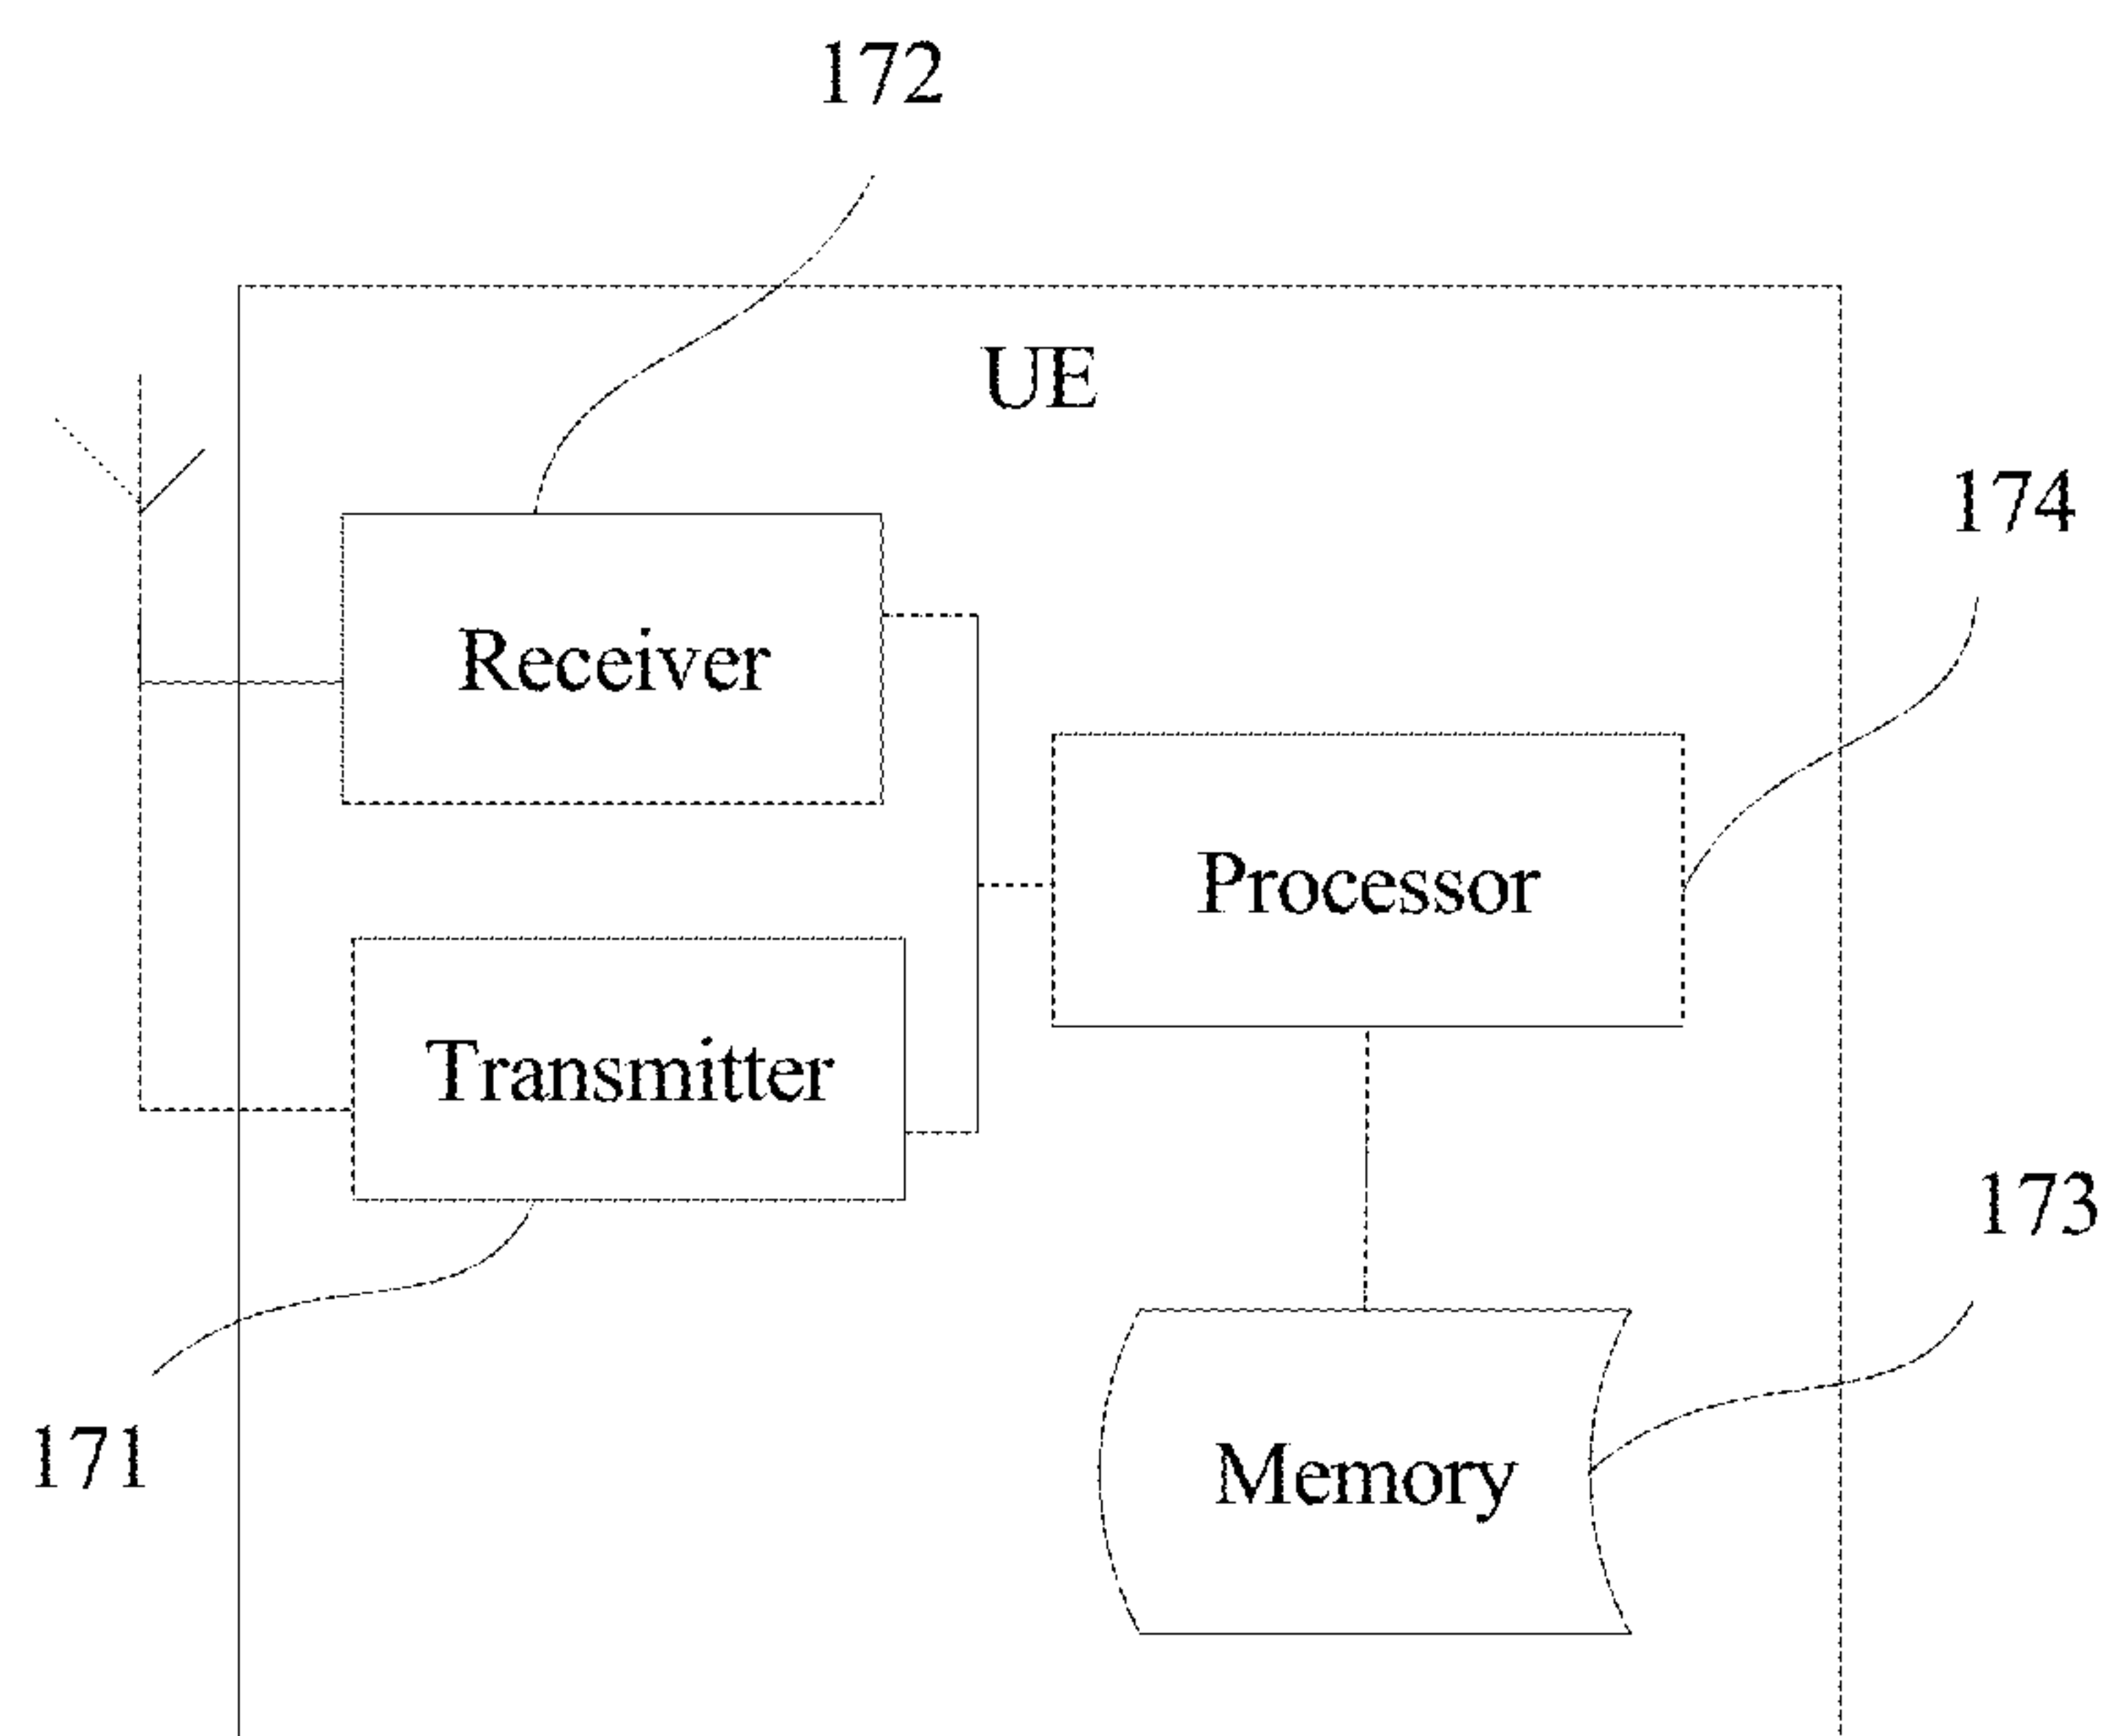 172
UE
174
Receiver
Processor
Transmitter
173
171
Memory